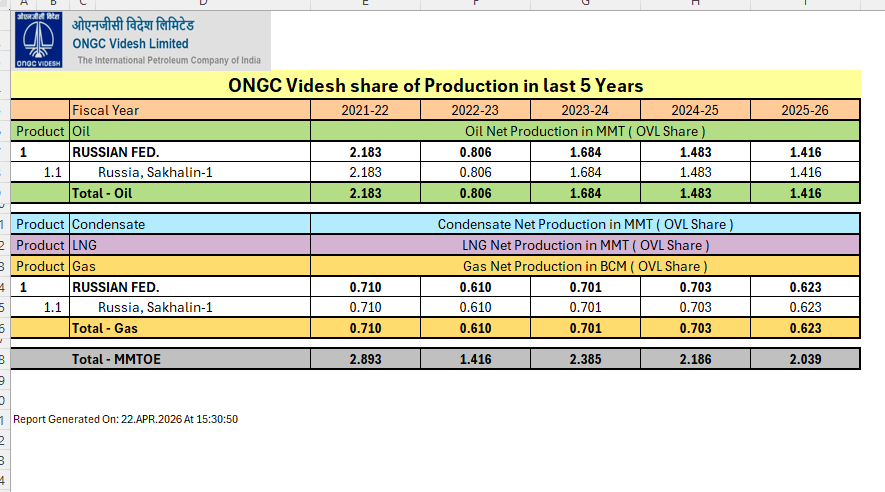 ओएनजीसी विदेश
ONGC VIDESH
ओएनजीसी विदेश लिमिटेड
ONGC Videsh Limited
The International Petroleum Company of India
ONGC Videsh share of Production in last 5 Years
Fiscal Year 2021-22 2022-23 2023-24 2024-25 2025-26
Product Oil Oil Net Production in MMT ( OVL Share )
1 RUSSIAN FED. 2.183 0.806 1.684 1.483 1.416
1.1 Russia, Sakhalin-1 2.183 0.806 1.684 1.483 1.416
Total - Oil 2.183 0.806 1.684 1.483 1.416
Product Condensate Condensate Net Production in MMT ( OVL Share )
Product LNG LNG Net Production in MMT ( OVL Share )
Product Gas Gas Net Production in BCM ( OVL Share )
1 RUSSIAN FED. 0.710 0.610 0.701 0.703 0.623
1.1 Russia, Sakhalin-1 0.710 0.610 0.701 0.703 0.623
Total - Gas 0.710 0.610 0.701 0.703 0.623
Total - MMTOE 2.893 1.416 2.385 2.186 2.039
Report Generated On: 22.APR.2026 At 15:30:50